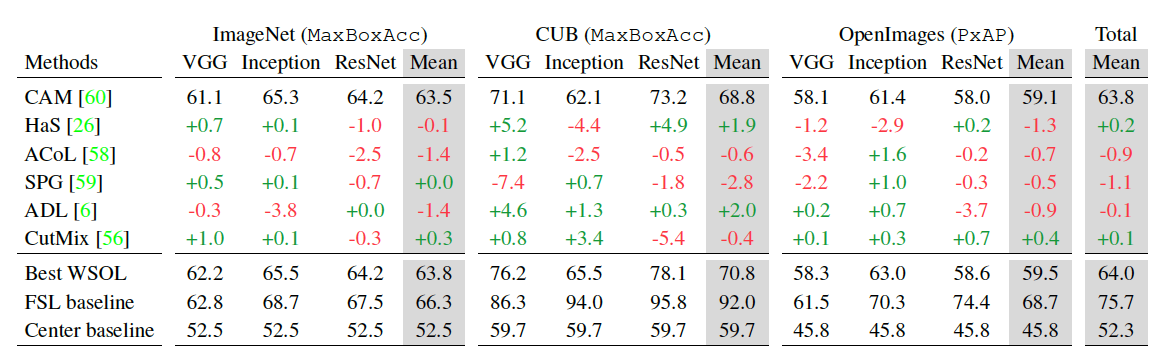 ImageNet (MaxBoxAcc) CUB (MaxBoxAcc) OpenImages (PxAP) Total
Methods VGG Inception ResNet Mean VGG Inception ResNet Mean VGG Inception ResNet Mean Mean
CAM [60] 61.1 65.3 64.2 63.5 71.1 62.1 73.2 68.8 58.1 61.4 58.0 59.1 63.8
HaS [26] +0.7 +0.1 -1.0 -0.1 +5.2 -4.4 +4.9 +1.9 -1.2 -2.9 +0.2 -1.3 +0.2
ACoL [58] -0.8 -0.7 -2.5 -1.4 +1.2 -2.5 -0.5 -0.6 -3.4 +1.6 -0.2 -0.7 -0.9
SPG [59] +0.5 +0.1 -0.7 +0.0 -7.4 +0.7 -1.8 -2.8 -2.2 +1.0 -0.3 -0.5 -1.1
ADL [6] -0.3 -3.8 +0.0 -1.4 +4.6 +1.3 +0.3 +2.0 +0.2 +0.7 -3.7 -0.9 -0.1
CutMix [56] +1.0 +0.1 -0.3 +0.3 +0.8 +3.4 -5.4 -0.4 +0.1 +0.3 +0.7 +0.4 +0.1
Best WSOL 62.2 65.5 64.2 63.8 76.2 65.5 78.1 70.8 58.3 63.0 58.6 59.5 64.0
FSL baseline 62.8 68.7 67.5 66.3 86.3 94.0 95.8 92.0 61.5 70.3 74.4 68.7 75.7
Center baseline 52.5 52.5 52.5 52.5 59.7 59.7 59.7 59.7 45.8 45.8 45.8 45.8 52.3